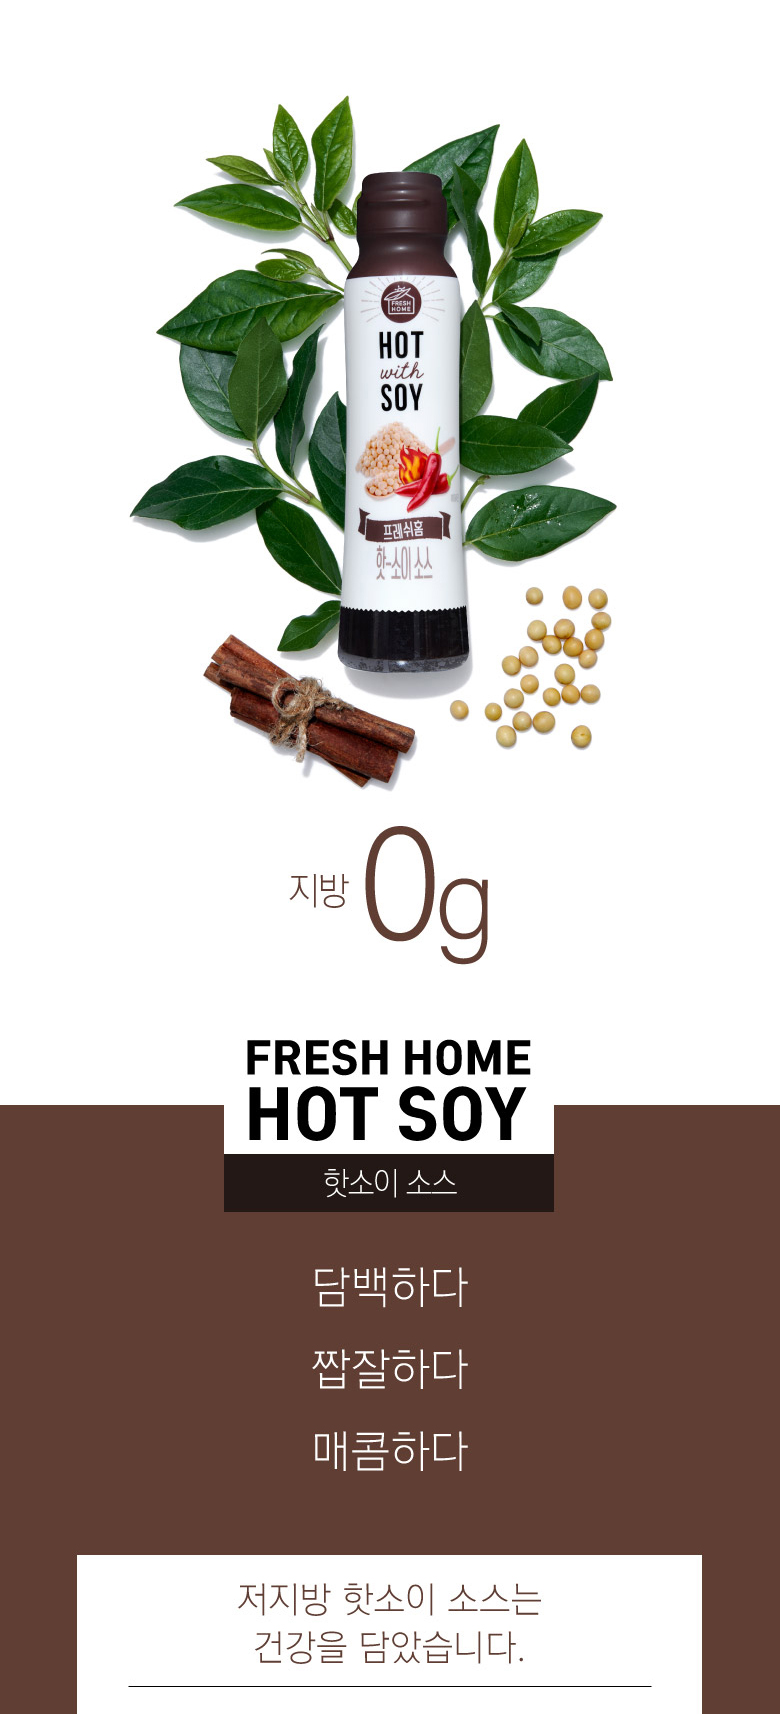 FRESH
HOME
HOT
with
SOY
프레쉬홈
핫-소이 소스
지방 0g
FRESH HOME
HOT SOY
핫소이 소스
담백하다
짭잘하다
매콤하다
저지방 핫소이 소스는
건강을 담았습니다.